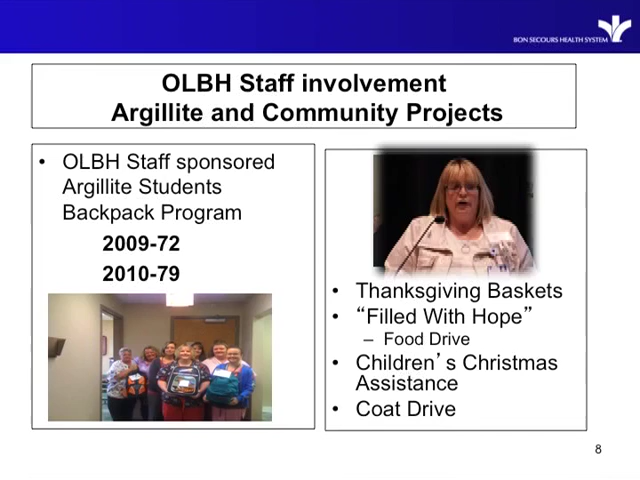 BON SECOURS HEALTH SYSTEM
OLBH Staff involvement
Argillite and Community Projects
• OLBH Staff sponsored
Argillite Students
Backpack Program
2009-72
2010-79
• Thanksgiving Baskets
• “Filled With Hope”
– Food Drive
• Children’s Christmas
Assistance
• Coat Drive
8